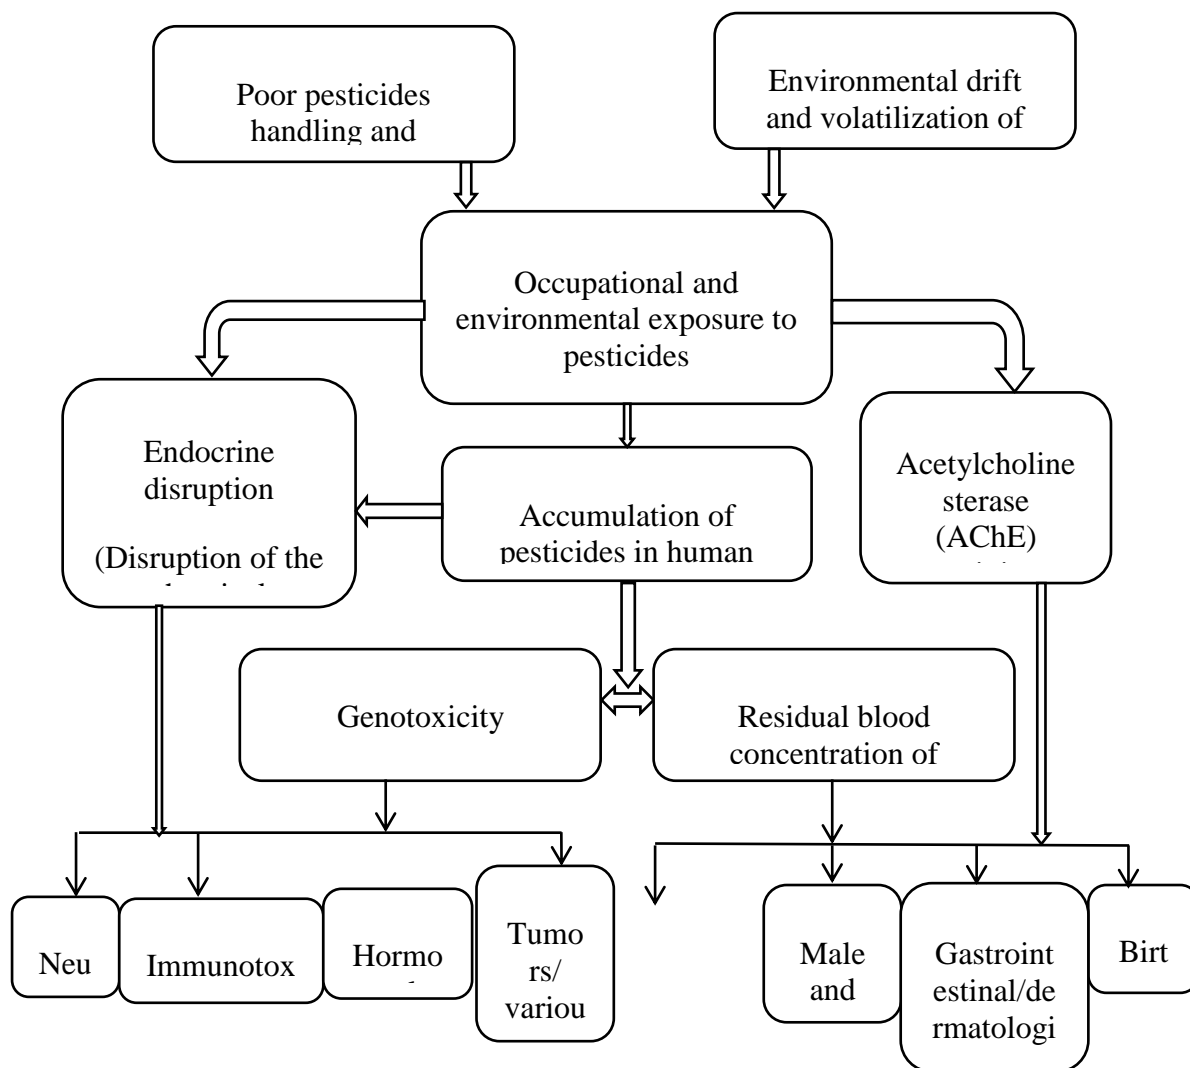 Poor pesticides
handling and
Environmental drift
and volatilization of
Occupational and
environmental exposure to
pesticides
Endocrine
disruption
(Disruption of the
Accumulation of
pesticides in human
Acetylcholine
sterase
(AChE)
Genotoxicity
Residual blood
concentration of
Neu
Immunotox
Hormo
Tumo
rs/
variou
Male
and
Gastroint
estinal/de
rmatologi
Birt